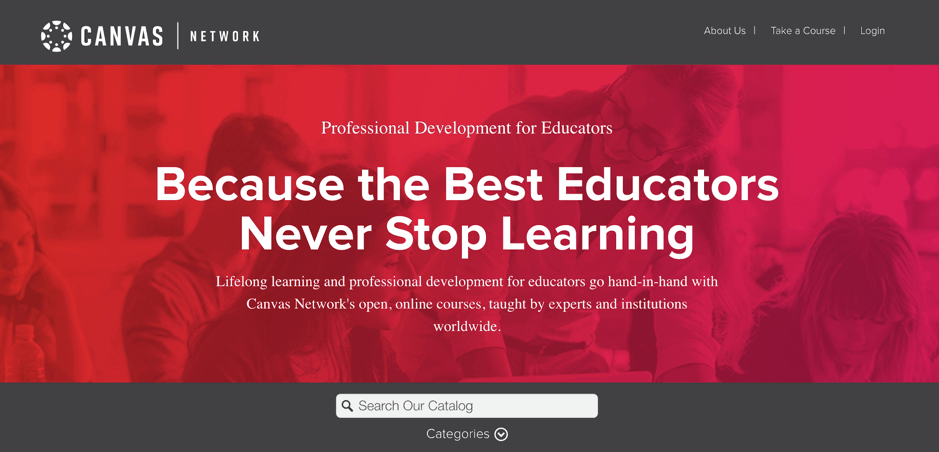 CANVAS | NETWORK
About Us | Take a Course | Login
Professional Development for Educators
Because the Best Educators
Never Stop Learning
Lifelong learning and professional development for educators go hand-in-hand with
Canvas Network's open, online courses, taught by experts and institutions
worldwide.
Search Our Catalog
Categories